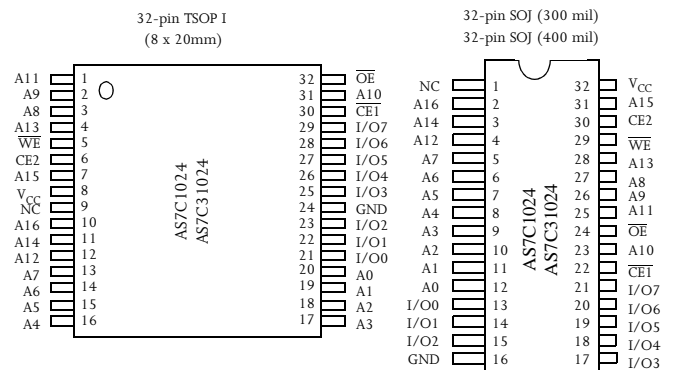 32-pin TSOP I
(8 x 20mm)
A11 1 32 OE
A9 2 31 A10
A8 3 30 CE1
A13 4 29 I/O7
WE 5 28 I/O6
CE2 6 27 I/O5
A15 7 26 I/O4
VCC 8 25 I/O3
NC 9 24 GND
A16 10 23 I/O2
A14 11 22 I/O1
A12 12 21 I/O0
A7 13 20 A0
A6 14 19 A1
A5 15 18 A2
A4 16 17 A3
AS7C1024
AS7C31024
32-pin SOJ (300 mil)
32-pin SOJ (400 mil)
NC 1 32 VCC
A16 2 31 A15
A14 3 30 CE2
A12 4 29 WE
A7 5 28 A13
A6 6 27 A8
A5 7 26 A9
A4 8 25 A11
A3 9 24 OE
A2 10 23 A10
A1 11 22 CE1
A0 12 21 I/O7
I/O0 13 20 I/O6
I/O1 14 19 I/O5
I/O2 15 18 I/O4
GND 16 17 I/O3
AS7C1024
AS7C31024